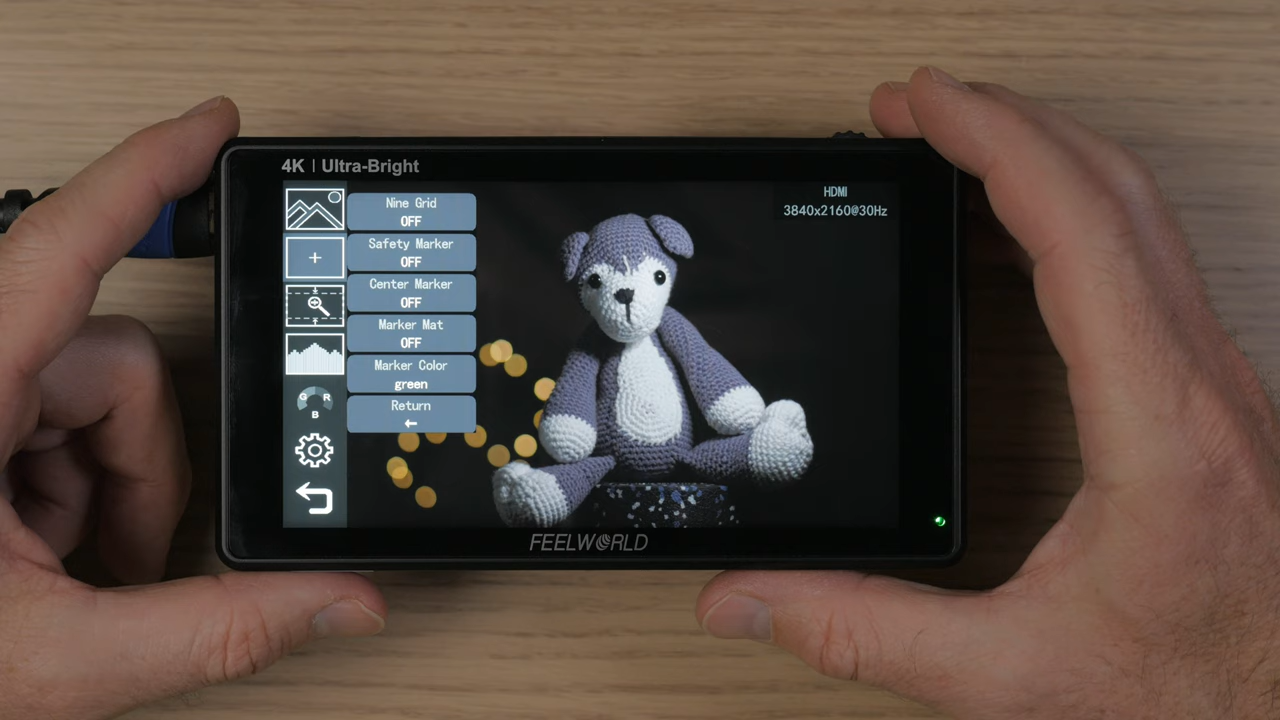 4K | Ultra-Bright
HDMI
3840x2160@30Hz
Nine Grid
OFF
Safety Marker
OFF
Center Marker
OFF
Marker Mat
OFF
Marker Color
green
Return
G R
B
FEELWORLD